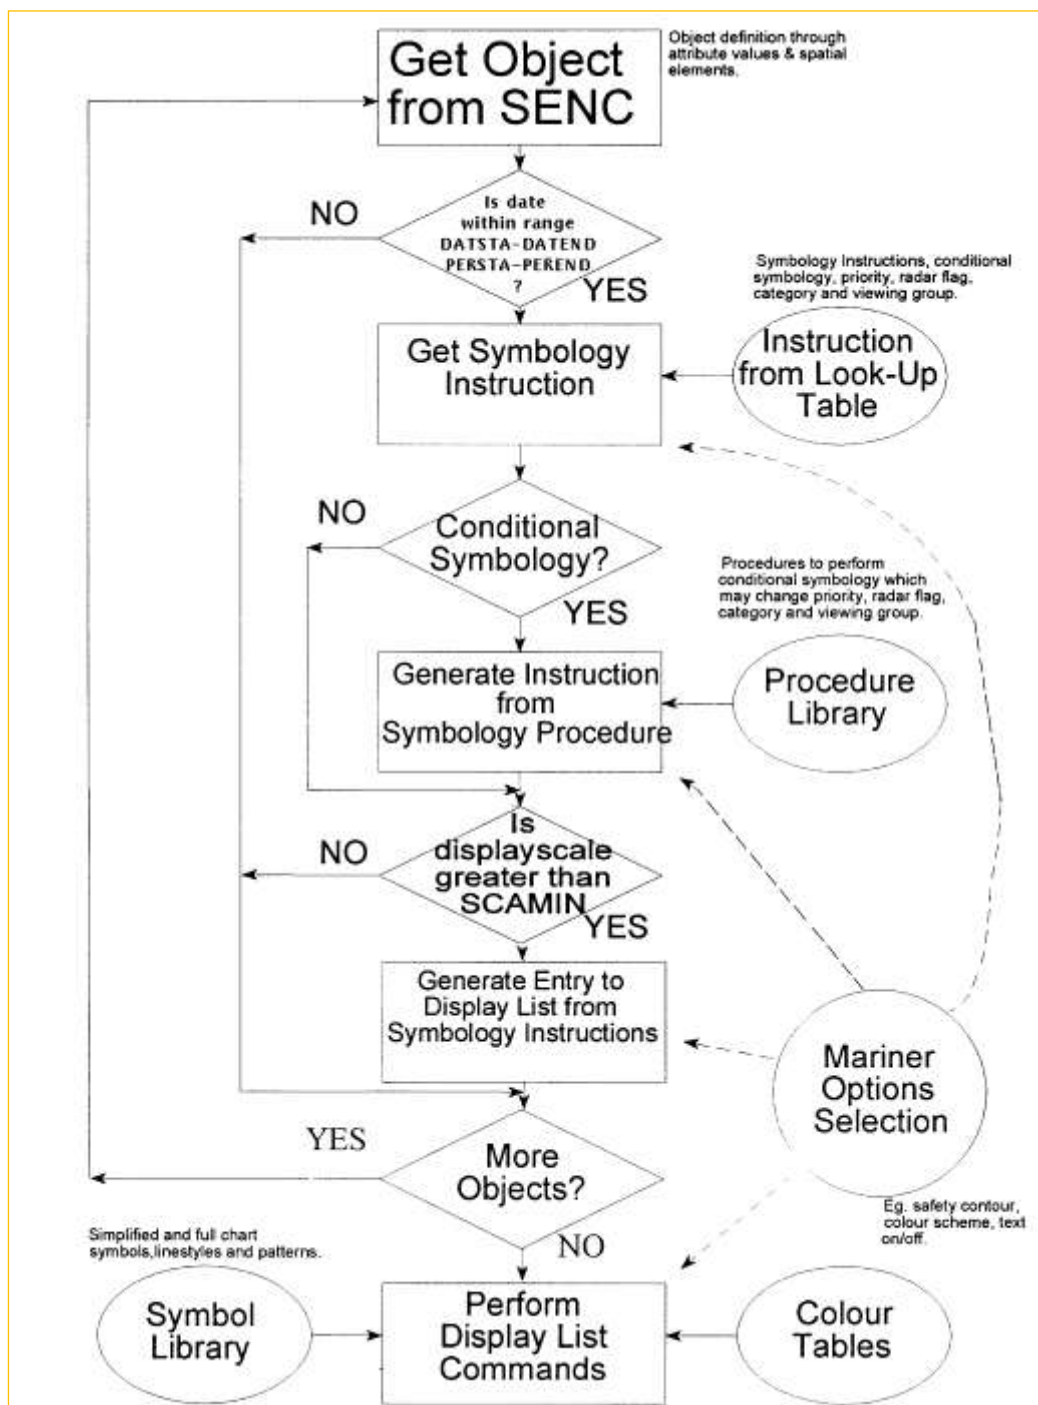 Get Object
from SENC
Object definition through
attribute values & spatial
elements.
NO
Is date
within range
DATSTA-DATEND
PERSTA-PEREND
?
YES
Symbology Instructions, conditional
symbology, priority, radar flag,
category and viewing group.
Get Symbology
Instruction
Instruction
from Look-Up
Table
NO
Conditional
Symbology?
YES
Procedures to perform
conditional symbology which
may change priority, radar flag,
category and viewing group.
Generate Instruction
from
Symbology Procedure
Procedure
Library
NO
Is
displayscale
greater than
SCAMIN
YES
Generate Entry to
Display List from
Symbology Instructions
Mariner
Options
Selection
YES
More
Objects?
Eg. safety contour,
colour scheme, text
on/off.
NO
Simplified and full chart
symbols,linestyles and patterns.
Symbol
Library
Perform
Display List
Commands
Colour
Tables